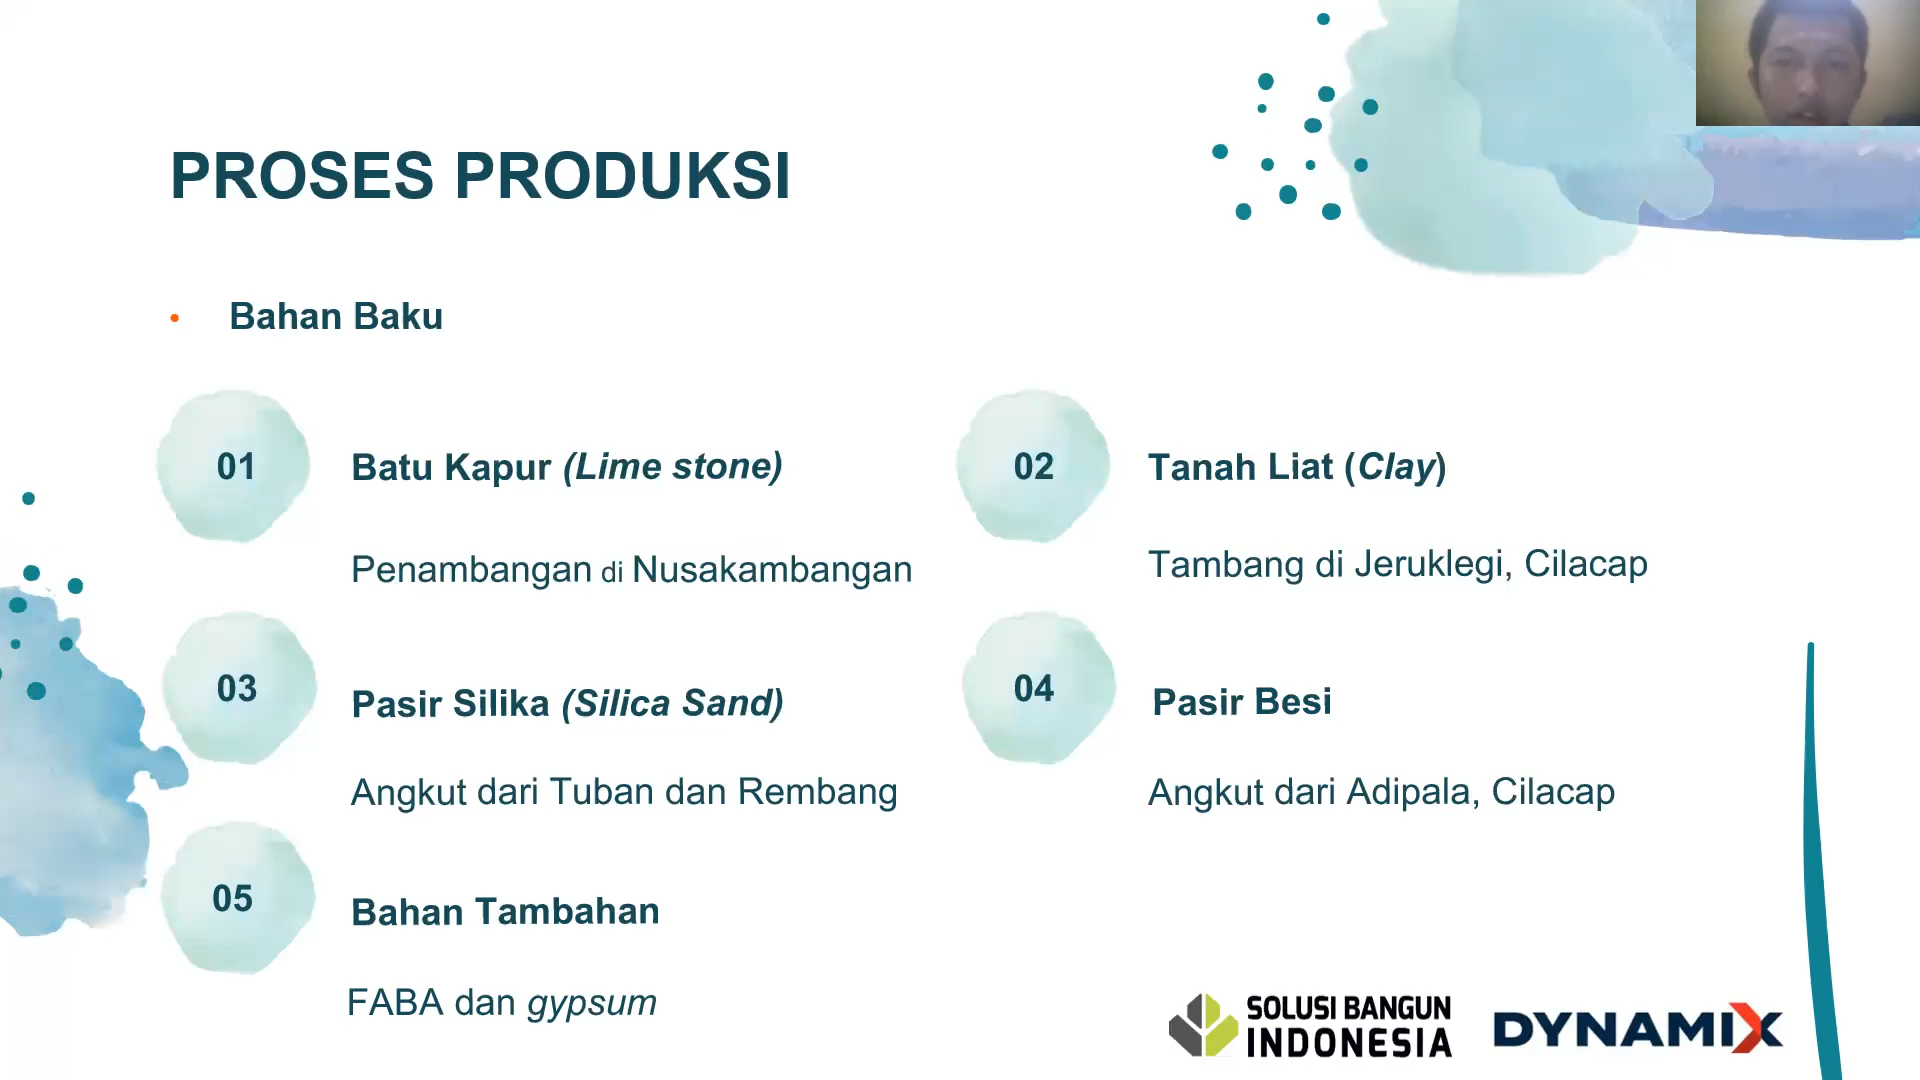 PROSES PRODUKSI
• Bahan Baku
01
Batu Kapur (Lime stone)
Penambangan di Nusakambangan
02
Tanah Liat (Clay)
Tambang di Jeruklegi, Cilacap
03
Pasir Silika (Silica Sand)
Angkut dari Tuban dan Rembang
04
Pasir Besi
Angkut dari Adipala, Cilacap
05
Bahan Tambahan
FABA dan gypsum
SOLUSI BANGUN
INDONESIA
DYNAMIX